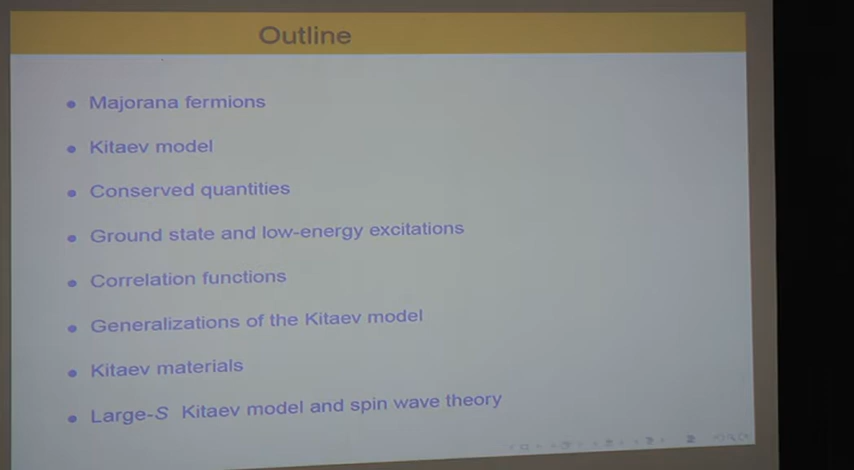 Outline
• Majorana fermions
• Kitaev model
• Conserved quantities
• Ground state and low-energy excitations
• Correlation functions
• Generalizations of the Kitaev model
• Kitaev materials
• Large-S Kitaev model and spin wave theory